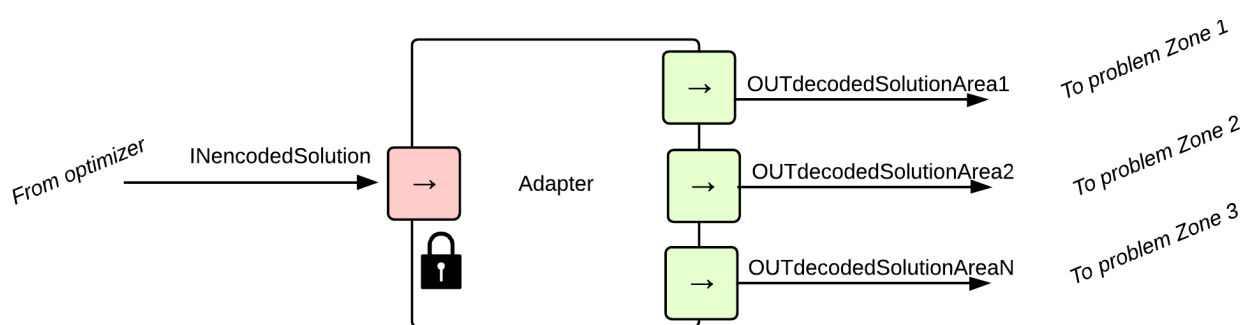 From optimizer
INencodedSolution
→
Adapter
→
OUTdecodedSolutionArea1
To problem Zone 1
→
OUTdecodedSolutionArea2
To problem Zone 2
→
OUTdecodedSolutionAreaN
To problem Zone 3